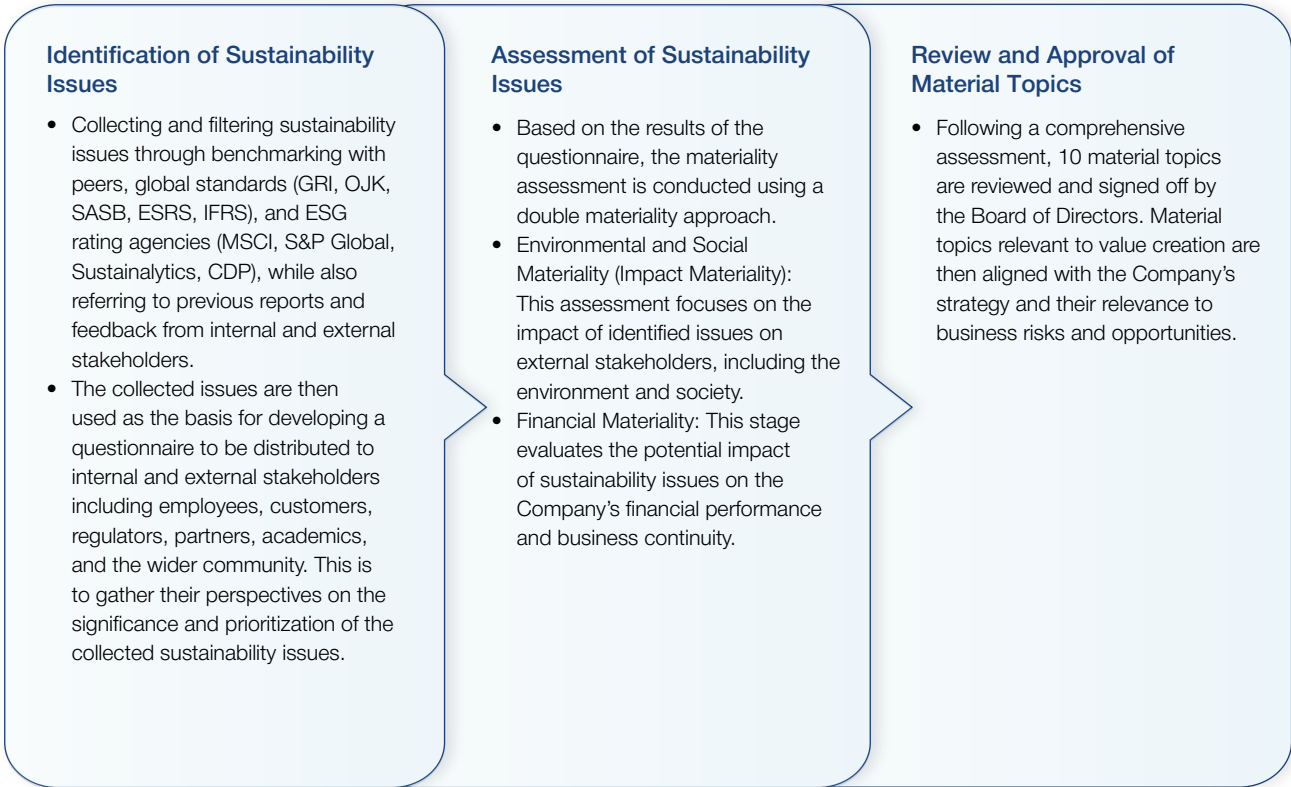 Identification of Sustainability
Issues
• Collecting and filtering sustainability
issues through benchmarking with
peers, global standards (GRI, OJK,
SASB, ESRS, IFRS), and ESG
rating agencies (MSCI, S&P Global,
Sustainalytics, CDP), while also
referring to previous reports and
feedback from internal and external
stakeholders.
• The collected issues are then
used as the basis for developing a
questionnaire to be distributed to
internal and external stakeholders
including employees, customers,
regulators, partners, academics,
and the wider community. This is
to gather their perspectives on the
significance and prioritization of the
collected sustainability issues.
Assessment of Sustainability
Issues
• Based on the results of the
questionnaire, the materiality
assessment is conducted using a
double materiality approach.
• Environmental and Social
Materiality (Impact Materiality):
This assessment focuses on the
impact of identified issues on
external stakeholders, including the
environment and society.
• Financial Materiality: This stage
evaluates the potential impact
of sustainability issues on the
Company's financial performance
and business continuity.
Review and Approval of
Material Topics
• Following a comprehensive
assessment, 10 material topics
are reviewed and signed off by
the Board of Directors. Material
topics relevant to value creation are
then aligned with the Company's
strategy and their relevance to
business risks and opportunities.